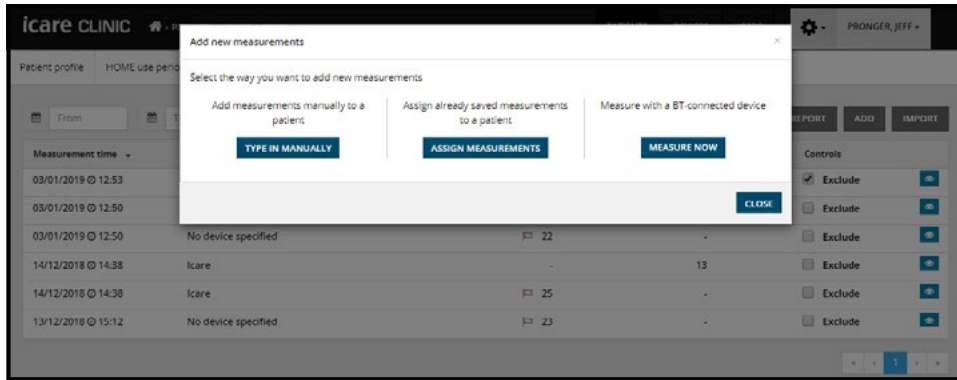 icare CLINIC
PRONGER, JEFF
Add new measurements
×
Patient profile
HOME use perio
Select the way you want to add new measurements
Add measurements manually to a
patient
TYPE IN MANUALLY
Assign already saved measurements
to a patient
ASSIGN MEASUREMENTS
Measure with a BT-connected device
MEASURE NOW
CLOSE
From
T
REPORT
ADD
IMPORT
Measurement time
Controls
03/01/2019 12:53
Exclude
03/01/2019 12:50
Exclude
03/01/2019 12:50 No device specified 22 - Exclude
14/12/2018 14:38 Icare - 13 Exclude
14/12/2018 14:38 Icare 25 - Exclude
13/12/2018 15:12 No device specified 23 - Exclude
« ‹ 1 › »